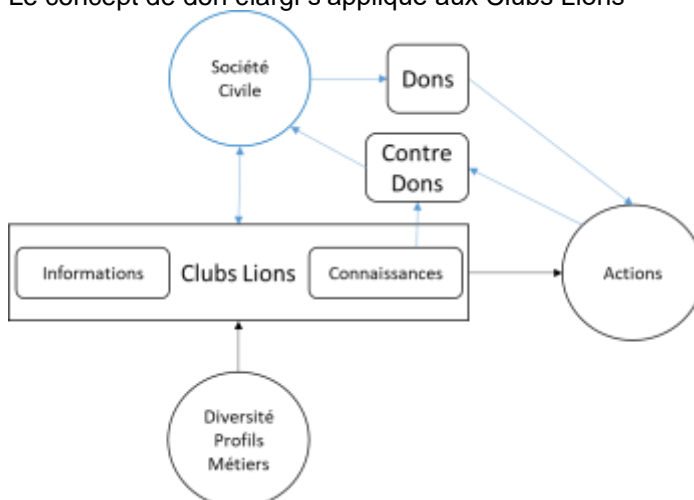 Le concept de don élargi s'applique aux Clubs Lions
Société
Civile
Dons
Contre
Dons
Informations
Clubs Lions
Connaissances
Actions
Diversité
Profils
Métiers